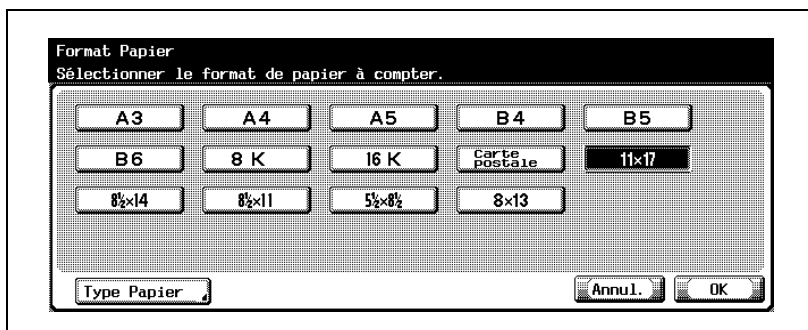 Format Papier
Sélectionner le format de papier à compter.
A3 A4 A5 B4 B5
B6 8 K 16 K Carte postale 11×17
8½×14 8½×11 5½×8½ 8×13
Type Papier Annul. OK